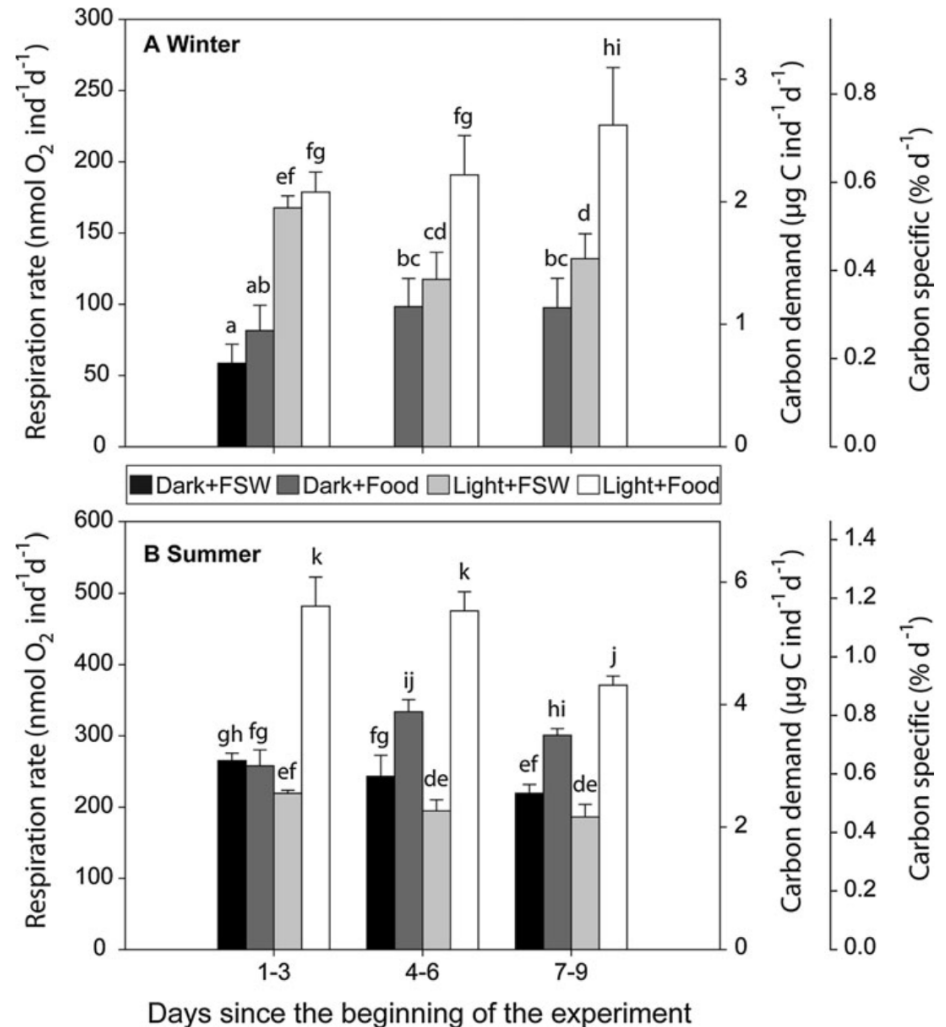 A Winter
Respiration rate (nmol O2 ind-1d-1)
300
250
200
150
100
50
0
a
ab
ef
fg
bc
cd
fg
bc
d
hi
3
2
1
0
Carbon demand (µg C ind-1 d-1)
0.8
0.6
0.4
0.2
0.0
Carbon specific (% d-1)
Dark+FSW Dark+Food Light+FSW Light+Food
B Summer
Respiration rate (nmol O2 ind-1d-1)
600
500
400
300
200
100
0
gh
fg
ef
k
fg
ij
de
k
ef
hi
de
j
6
4
2
0
Carbon demand (µg C ind-1 d-1)
1.4
1.2
1.0
0.8
0.6
0.4
0.2
0.0
Carbon specific (% d-1)
1-3 4-6 7-9
Days since the beginning of the experiment